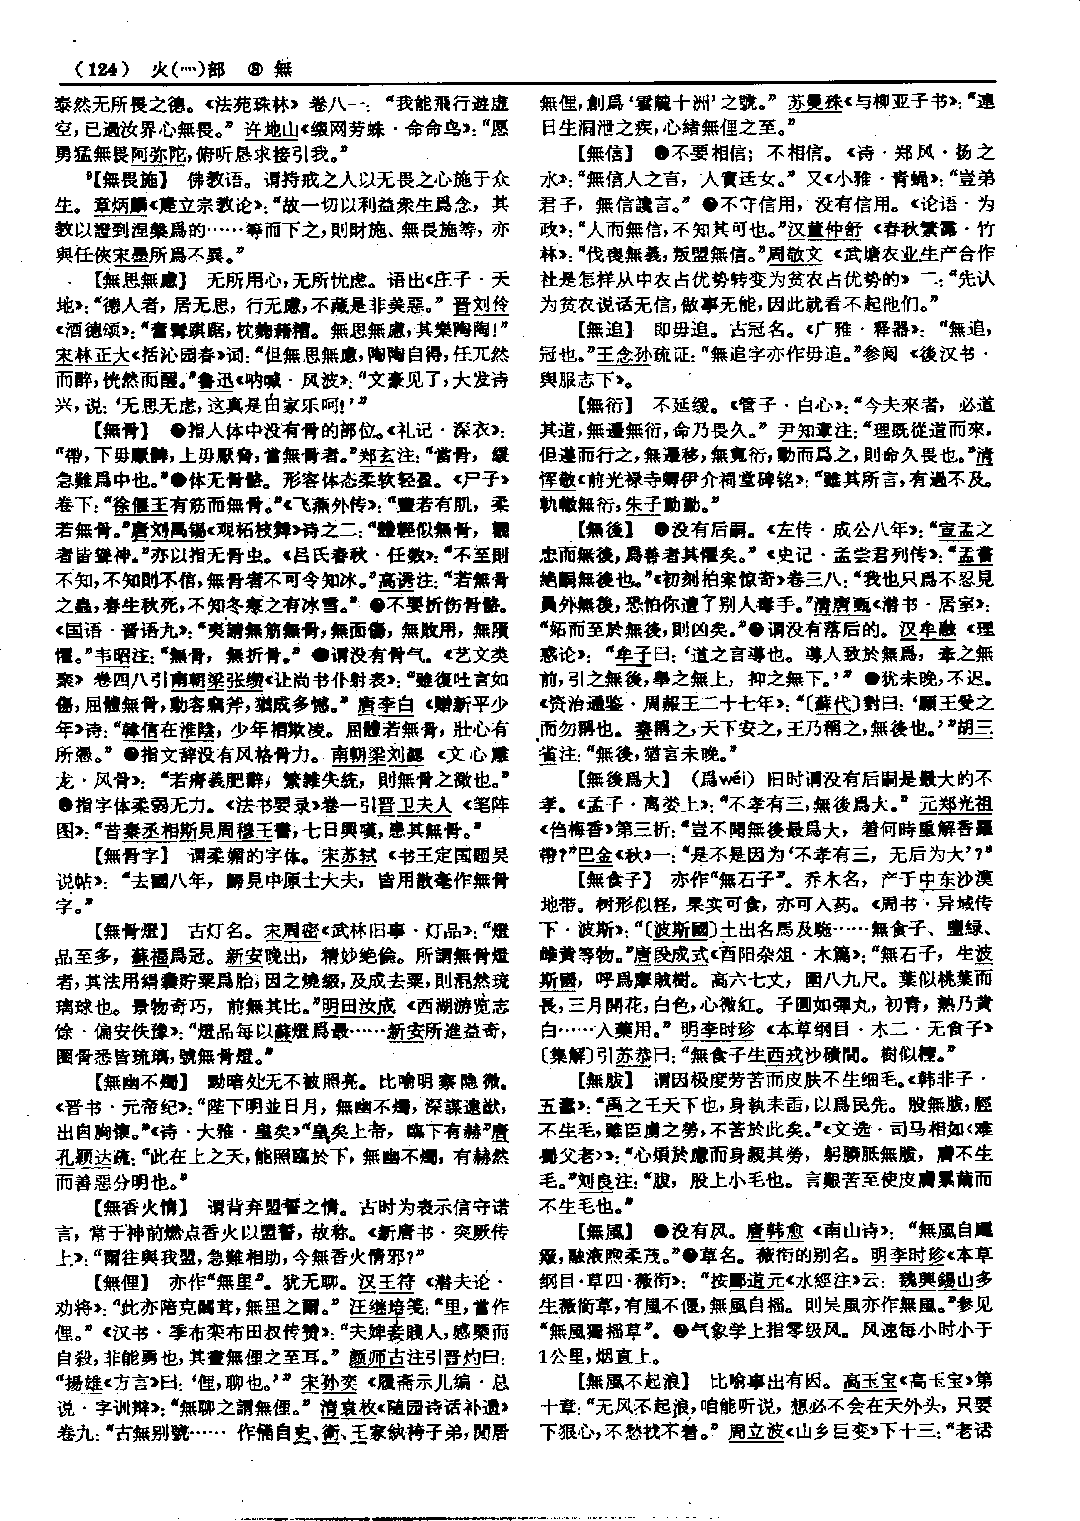 （124） 火(灬)部 ⑧ 無
泰然无所畏之德。《法苑珠林》卷八一：“我能飛行遊虚
空，已過汝界心無畏。”许地山《缀网劳蛛·命命鸟》：“愿
勇猛無畏阿弥陀，俯听恳求接引我。”
【無畏施】 佛教语。谓持戒之人以无畏之心施于众
生。章炳麟《建立宗教论》：“故一切以利益衆生爲念，其
教以證到涅槃爲的……等而下之，則財施、無畏施等，亦
與任俠宋墨所爲不異。”
【無思無慮】 无所用心，无所忧虑。语出《庄子·天
地》：“德人者，居无思，行无慮，不藏是非美惡。”晋刘伶
《酒德颂》：“奮髯踑踞，枕麴藉糟。無思無慮，其樂陶陶！”
宋林正大《括沁园春》词：“但無思無慮，陶陶自得，任兀然
而醉，恍然而醒。”鲁迅《呐喊·风波》：“文豪见了，大发诗
兴，说：‘无思无虑，这真是田家乐呵！’”
【無骨】 ❶指人体中没有骨的部位。《礼记·深衣》：
“帶，下毋厭髀，上毋厭脅，當無骨者。”郑玄注：“當骨，緩
急難爲中也。”❷体无骨骼。形容体态柔软轻盈。《尸子》
卷下：“徐偃王有筋而無骨。”《飞燕外传》：“豐若有肌，柔
若無骨。”唐刘禹锡《观柘枝舞》诗之二：“體輕似無骨，觀
者皆聳神。”亦以指无骨虫。《吕氏春秋·任数》：“不至則
不知，不知則不信，無骨者不可令知冰。”高诱注：“若無骨
之蟲，春生秋死，不知冬寒之有冰雪。”❸不要折伤骨骼。
《国语·晋语九》：“夷請無筋無骨，無面傷，無敗用，無隕
懼。”韦昭注：“無骨，無折骨。”❹谓没有骨气。《艺文类
聚》卷四八引南朝梁张缵《让尚书仆射表》：“雖復吐言如
傷，屈體無骨，動容竊斧，猶成多憾。”唐李白《赠新平少
年》诗：“韓信在淮陰，少年相欺凌。屈體若無骨，壯心有
所憑。”❺指文辞没有风格骨力。南朝梁刘勰《文心雕
龙·风骨》：“若瘠義肥辭，繁雜失統，則無骨之徵也。”
❻指字体柔弱无力。《法书要录》卷一引晋卫夫人《笔阵
图》：“昔秦丞相斯見周穆王書，七日興嘆，患其無骨。”
【無骨字】 谓柔媚的字体。宋苏轼《书王定国题吴
说帖》：“去國八年，歸見中原士大夫，皆用散毫作無骨
字。”
【無骨燈】 古灯名。宋周密《武林旧事·灯品》：“燈
品至多，蘇福爲冠。新安晚出，精妙絶倫。所謂無骨燈
者，其法用絹囊貯粟爲胎，因之燒綴，及成去粟，則混然琉
璃球也。景物奇巧，前無其比。”明田汝成《西湖游览志
馀·偏安佚豫》：“燈品每以蘇燈爲最……新安所進益奇，
圈骨悉皆琉璃，號無骨燈。”
【無幽不燭】 黝暗处无不被照亮。比喻明察隐微。
《晋书·元帝纪》：“陛下明並日月，無幽不燭，深謀遠猷，
出自胸懷。”《诗·大雅·皇矣》“皇矣上帝，臨下有赫”唐
孔颖达疏：“此在上之天，能照臨於下，無幽不燭，有赫然
而善惡分明也。”
【無香火情】 谓背弃盟誓之情。古时为表示信守诺
言，常于神前燃点香火以盟誓，故称。《新唐书·突厥传
上》：“爾往與我盟，急難相助，今無香火情邪？”
【無俚】 亦作“無里”。犹无聊。汉王符《潜夫论·
劝将》：“此亦陪克闒茸，無里之爾。”汪继培笺：“里，當作
俚。”《汉书·季布栾布田叔传赞》：“夫婢妾賤人，感槩而
自殺，非能勇也，其畫無俚之至耳。”颜师古注引晋灼曰：
“揚雄《方言》曰：‘俚，聊也。’”宋孙奕《履斋示儿编·总
说·字训辩》：“無聊之謂無俚。”清袁枚《随园诗话补遗》
卷九：“古無别號……作俑自史、衛、王家紈袴子弟，閒居
無俚，創爲‘雲麓十洲’之號。”苏曼殊《与柳亚子书》：“連
日生洞泄之疾，心緒無俚之至。”
【無信】 ❶不要相信；不相信。《诗·郑风·扬之
水》：“無信人之言，人實迋女。”又《小雅·青蝇》：“豈弟
君子，無信讒言。”❷不守信用，没有信用。《论语·为
政》：“人而無信，不知其可也。”汉董仲舒《春秋繁露·竹
林》：“伐喪無義，叛盟無信。”周敬文《武塘农业生产合作
社是怎样从中农占优势转变为贫农占优势的》二：“先认
为贫农说话无信，做事无能，因此就看不起他们。”
【無追】 即毋追。古冠名。《广雅·释器》：“無追，
冠也。”王念孙疏证：“無追字亦作毋追。”参阅《後汉书·
舆服志下》。
【無衍】 不延缓。《管子·白心》：“今夫來者，必道
其道，無遷無衍，命乃畏久。”尹知章注：“理既從道而來，
但遵而行之，無遷移，無寬衍，動而爲之，則命久畏也。”清
恽敬《前光禄寺卿伊介祠堂碑铭》：“雖其所言，有過不及。
軌轍無衍，朱子勤勤。”
【無後】 ❶没有后嗣。《左传·成公八年》：“宣孟之
忠而無後，爲善者其懼矣。”《史记·孟尝君列传》：“孟嘗
絶嗣無後也。”《初刻拍案惊奇》卷三八：“我也只爲不忍見
員外無後，恐怕你遭了别人毒手。”清唐甄《潜书·居室》：
“妬而至於無後，則凶矣。”❷谓没有落后的。汉牟融《理
惑论》：“牟子曰：‘道之言導也。導人致於無爲，牽之無
前，引之無後，舉之無上，抑之無下。’”❸犹未晚，不迟。
《资治通鉴·周赧王二十七年》：“〔蘇代〕對曰：‘願王受之
而勿稱也。秦稱之，天下安之，王乃稱之，無後也。’”胡三
省注：“無後，猶言未晚。”
【無後爲大】 （爲wéi）旧时谓没有后嗣是最大的不
孝。《孟子·离娄上》：“不孝有三，無後爲大。”元郑光祖
《㑳梅香》第三折：“豈不聞無後最爲大，着何時重解香羅
帶？”巴金《秋》一：“是不是因为‘不孝有三，无后为大’？”
【無食子】 亦作“無石子”。乔木名，产于中东沙漠
地带。树形似柽，果实可食，亦可入药。《周书·异域传
下·波斯》：“〔波斯國〕土出名馬及駞……無食子、鹽緑、
雌黄等物。”唐段成式《酉阳杂俎·木篇》：“無石子，生波
斯國，呼爲摩賊樹。高六七丈，圍八九尺。葉似桃葉而
長，三月開花，白色，心微紅。子圓如彈丸，初青，熟乃黄
白……入藥用。”明李时珍《本草纲目·木二·无食子》
〔集解〕引苏恭曰：“無食子生西戎沙磧間。樹似檉。”
【無胈】 谓因极度劳苦而皮肤不生细毛。《韩非子·
五蠹》：“禹之王天下也，身執耒臿，以爲民先。股無胈，脛
不生毛，雖臣虜之勞，不苦於此矣。”《文选·司马相如〈难
蜀父老〉》：“心煩於慮而身親其勞，躬腠胝無胈，膚不生
毛。”刘良注：“胈，股上小毛也。言艱苦至使皮膚累繭而
不生毛也。”
【無風】 ❶没有风。唐韩愈《南山诗》：“無風自飄
簸，融液煦柔茂。”❷草名。薇衔的别名。明李时珍《本草
纲目·草四·薇衔》：“按酈道元《水經注》云：魏興錫山多
生薇銜草，有風不偃，無風自摇。則吴風亦作無風。”参见
“無風獨摇草”。❸气象学上指零级风。风速每小时小于
1公里，烟直上。
【無風不起浪】 比喻事出有因。高玉宝《高玉宝》第
十章：“无风不起浪，咱能听说，想必不会在天外头，只要
下狠心，不愁找不着。”周立波《山乡巨变》下十三：“老话